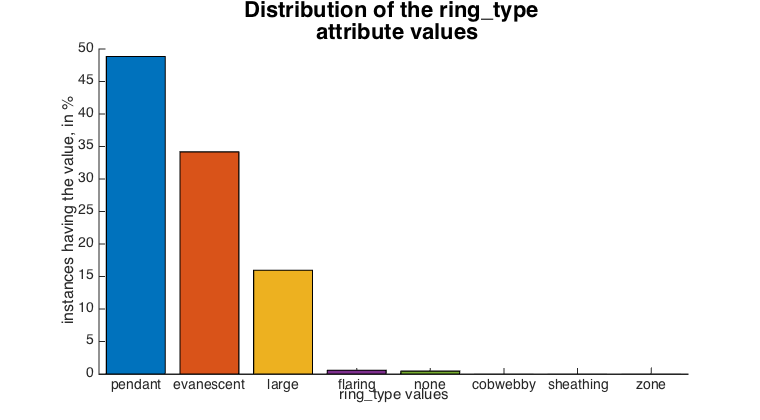 Distribution of the ring_type
attribute values
instances having the value, in %
50
45
40
35
30
25
20
15
10
5
0
pendant evanescent large flaring none cobwebby sheathing zone
ring_type values